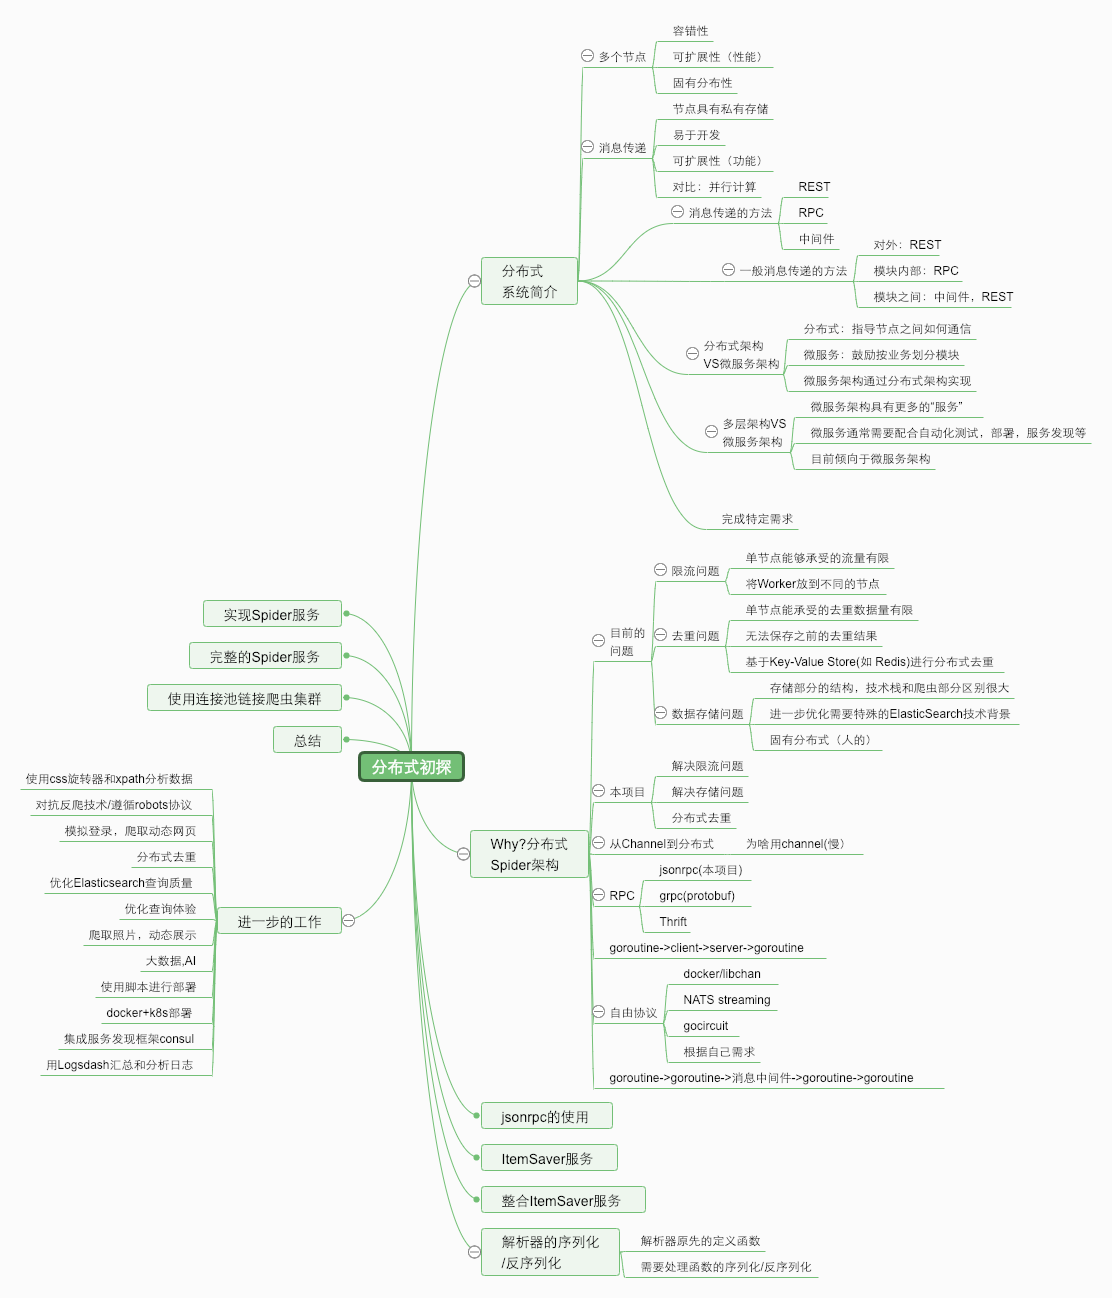 分布式初探
分布式
系统简介
多个节点
容错性
可扩展性（性能）
固有分布性
消息传递
节点具有私有存储
易于开发
可扩展性（功能）
对比：并行计算
消息传递的方法
REST
RPC
中间件
一般消息传递的方法
对外：REST
模块内部：RPC
模块之间：中间件，REST
分布式架构
VS微服务架构
分布式：指导节点之间如何通信
微服务：鼓励按业务划分模块
微服务架构通过分布式架构实现
多层架构VS
微服务架构
微服务架构具有更多的“服务”
微服务通常需要配合自动化测试，部署，服务发现等
目前倾向于微服务架构
完成特定需求
Why?分布式
Spider架构
目前的
问题
限流问题
单节点能够承受的流量有限
将Worker放到不同的节点
去重问题
单节点能承受的去重数据量有限
无法保存之前的去重结果
基于Key-Value Store(如 Redis)进行分布式去重
数据存储问题
存储部分的结构，技术栈和爬虫部分区别很大
进一步优化需要特殊的ElasticSearch技术背景
固有分布式（人的）
本项目
解决限流问题
解决存储问题
分布式去重
从Channel到分布式
为啥用channel(慢）
RPC
jsonrpc(本项目)
grpc(protobuf)
Thrift
goroutine->client->server->goroutine
自由协议
docker/libchan
NATS streaming
gocircuit
根据自己需求
goroutine->goroutine->消息中间件->goroutine->goroutine
jsonrpc的使用
ItemSaver服务
整合ItemSaver服务
解析器的序列化
/反序列化
解析器原先的定义函数
需要处理函数的序列化/反序列化
实现Spider服务
完整的Spider服务
使用连接池链接爬虫集群
总结
进一步的工作
使用css旋转器和xpath分析数据
对抗反爬技术/遵循robots协议
模拟登录，爬取动态网页
分布式去重
优化Elasticsearch查询质量
优化查询体验
爬取照片，动态展示
大数据,AI
使用脚本进行部署
docker+k8s部署
集成服务发现框架consul
用Logsdash汇总和分析日志